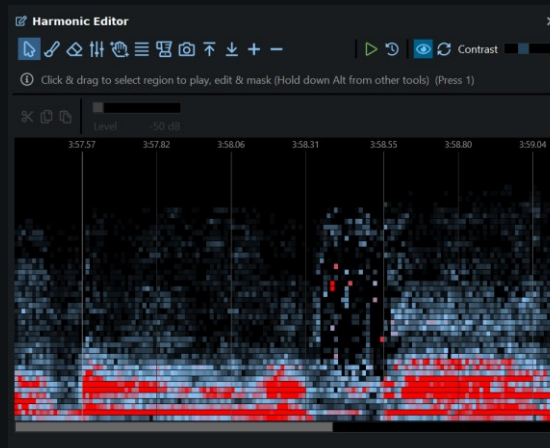 Harmonic Editor
Contrast
Click & drag to select region to play, edit & mask (Hold down Alt from other tools) (Press 1)
Level -50 dB
3:57.57 3:57.82 3:58.06 3:58.31 3:58.55 3:58.80 3:59.04